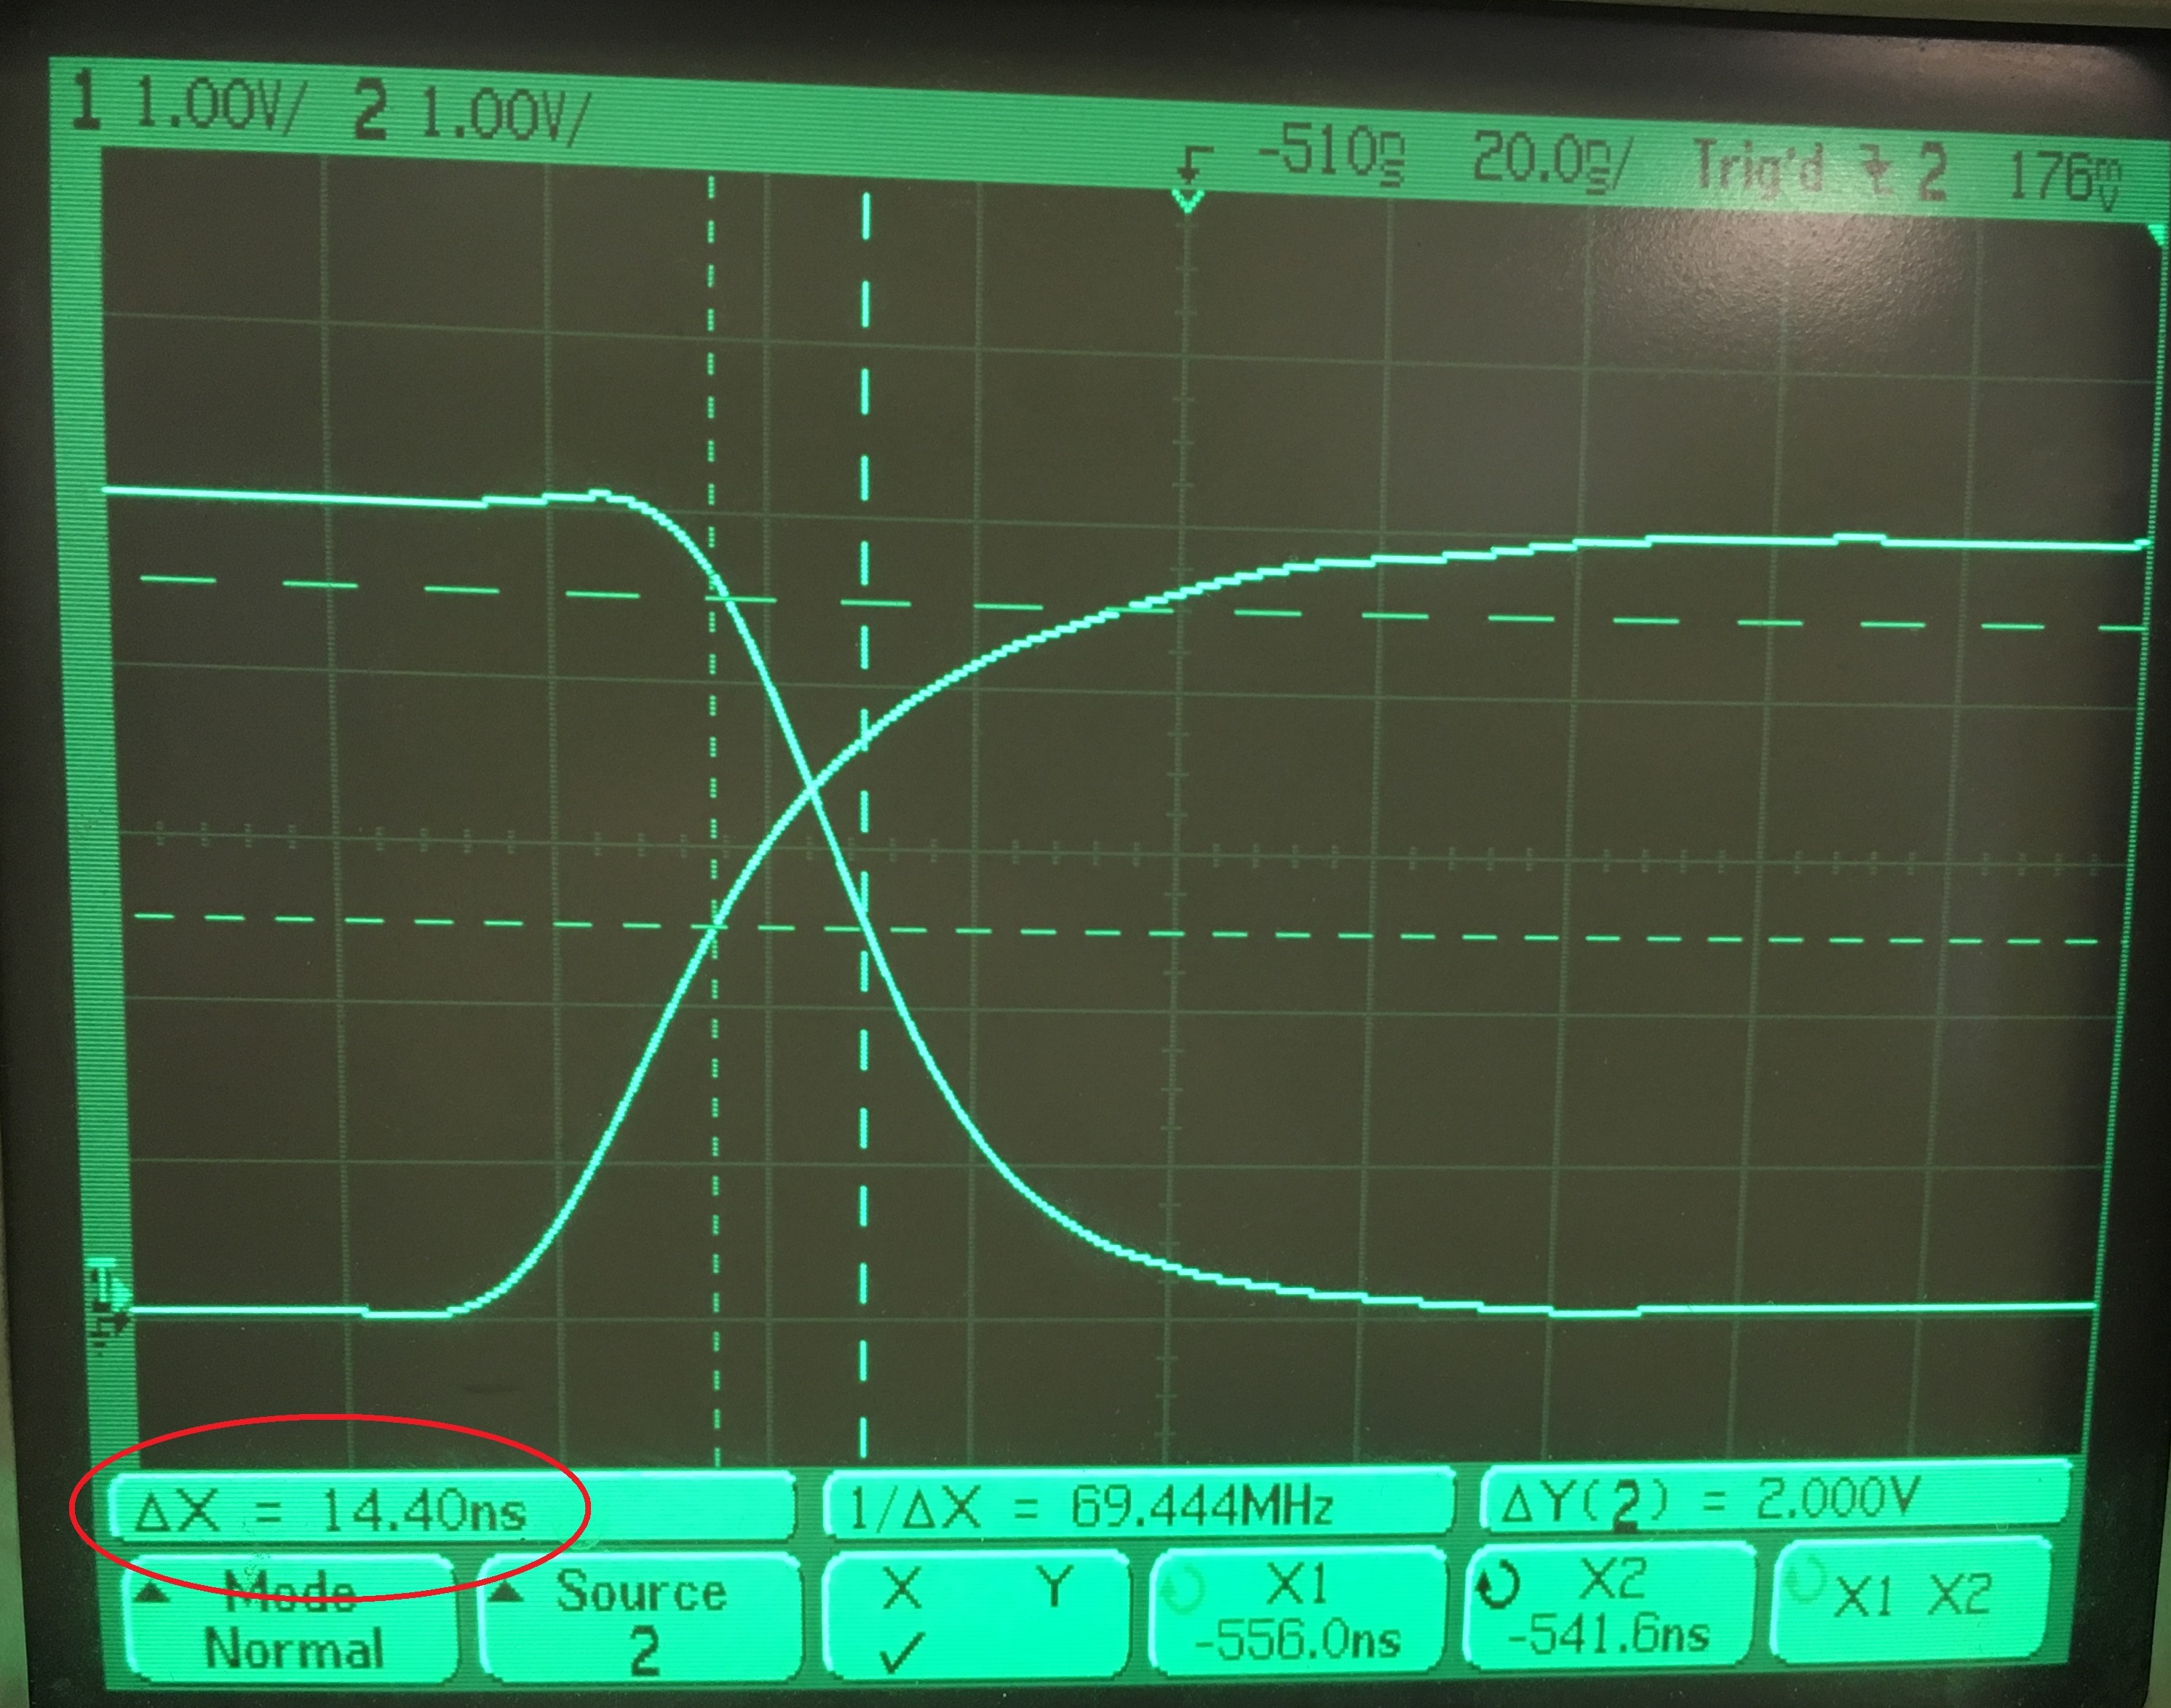 1 1.00V/ 2 1.00V/ -510ns 20.0ns/ Trig'd 2 176mV
ΔX = 14.40ns 1/ΔX = 69.444MHz ΔY(2) = 2.000V
Mode Source X Y X1 X2 X1 X2
Normal 2 ✓ -556.0ns -541.6ns